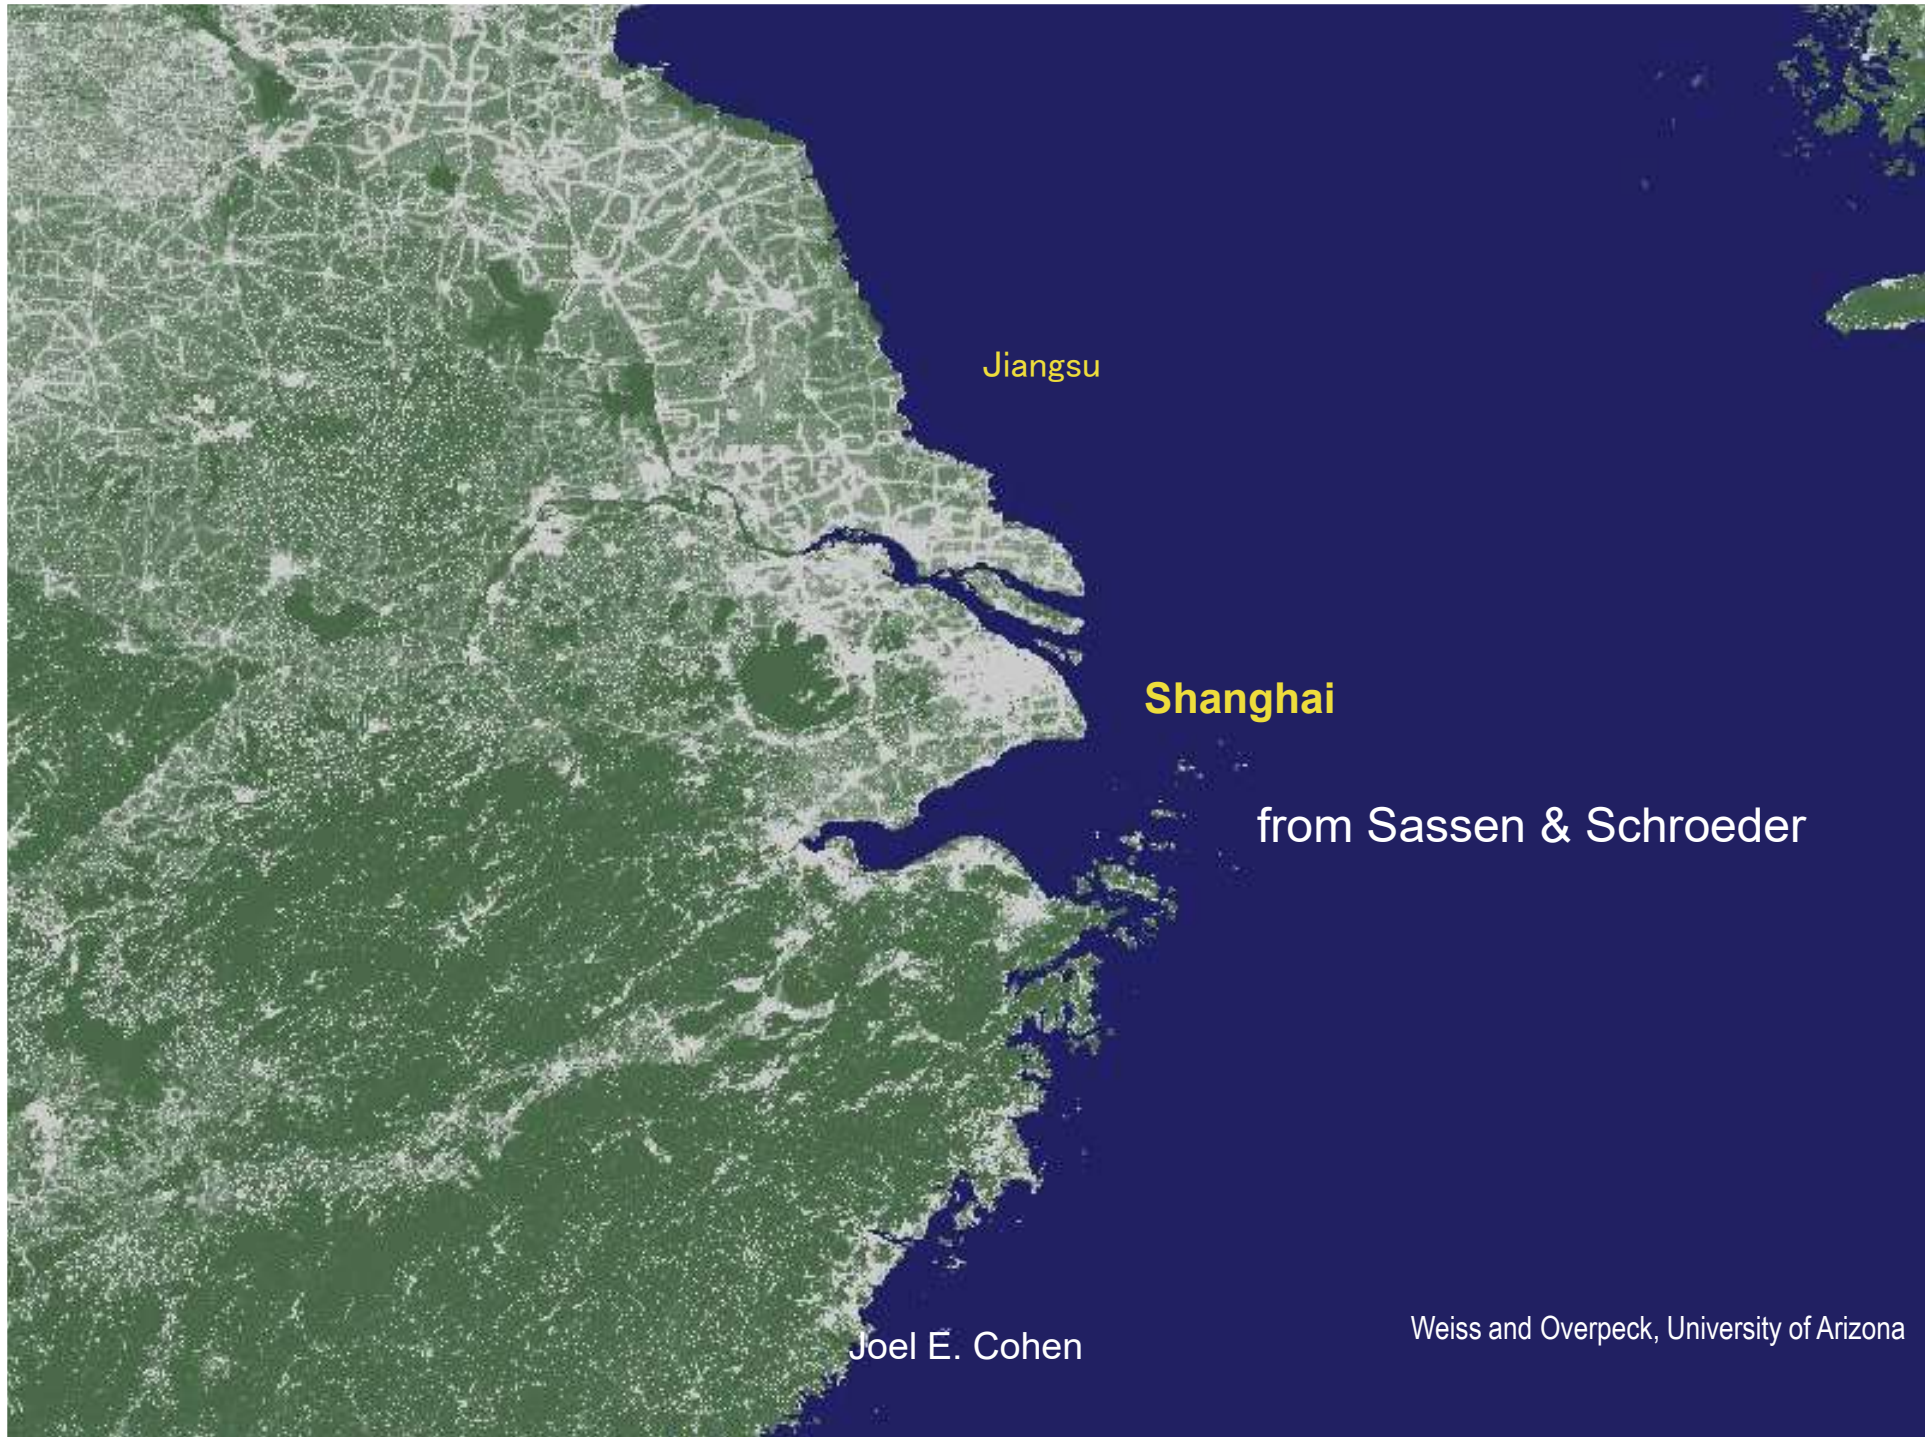 Jiangsu
Shanghai
from Sassen & Schroeder
Joel E. Cohen
Weiss and Overpeck, University of Arizona